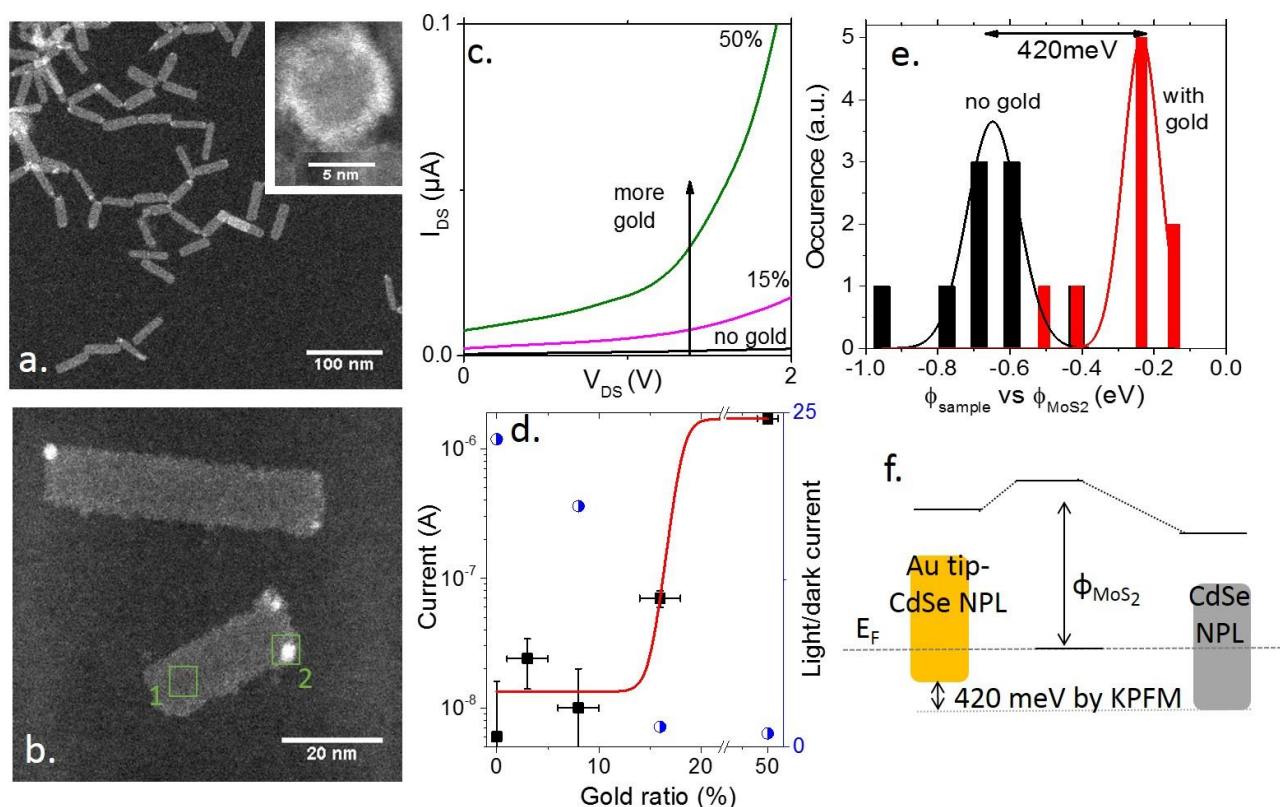 a.
5 nm
100 nm
b.
1
2
20 nm
c.
0.1
0.0
I_DS (µA)
50%
more
gold
15%
no gold
0
2
V_DS (V)
d.
10^-6
10^-7
10^-8
Current (A)
25
0
Light/dark current
0
10
20
50
Gold ratio (%)
e.
420meV
no gold
with
gold
5
4
3
2
1
0
Occurence (a.u.)
-1.0
-0.8
-0.6
-0.4
-0.2
0.0
ϕ_sample vs ϕ_MoS2 (eV)
f.
Au tip-
CdSe NPL
ϕ_MoS2
CdSe
NPL
E_F
420 meV by KPFM